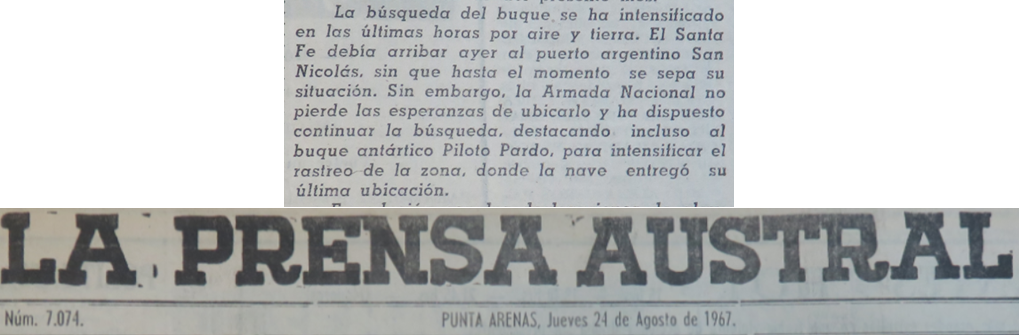 La búsqueda del buque se ha intensificado
en las últimas horas por aire y tierra. El Santa
Fe debía arribar ayer al puerto argentino San
Nicolás, sin que hasta el momento se sepa su
situación. Sin embargo, la Armada Nacional no
pierde las esperanzas de ubicarlo y ha dispuesto
continuar la búsqueda, destacando incluso al
buque antártico Piloto Pardo, para intensificar el
rastreo de la zona, donde la nave entregó su
última ubicación.
LA PRENSA AUSTRAL
Núm. 7.074.
PUNTA ARENAS, Jueves 24 de Agosto de 1967.